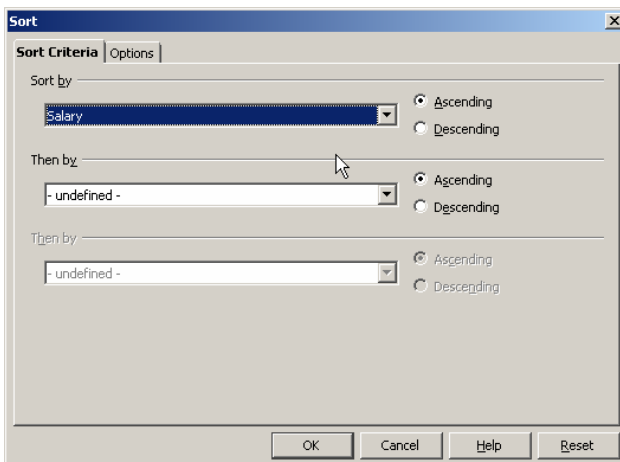 Sort
Sort Criteria Options
Sort by
Salary
Ascending
Descending
Then by
- undefined -
Ascending
Descending
Then by
- undefined -
Ascending
Descending
OK Cancel Help Reset